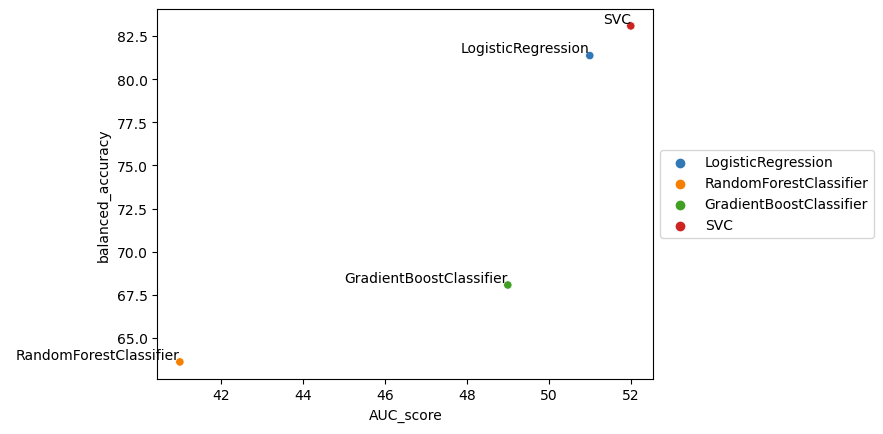 SVC
LogisticRegression
GradientBoostClassifier
RandomForestClassifier
82.5
80.0
77.5
75.0
72.5
70.0
67.5
65.0
balanced_accuracy
42 44 46 48 50 52
AUC_score
LogisticRegression
RandomForestClassifier
GradientBoostClassifier
SVC